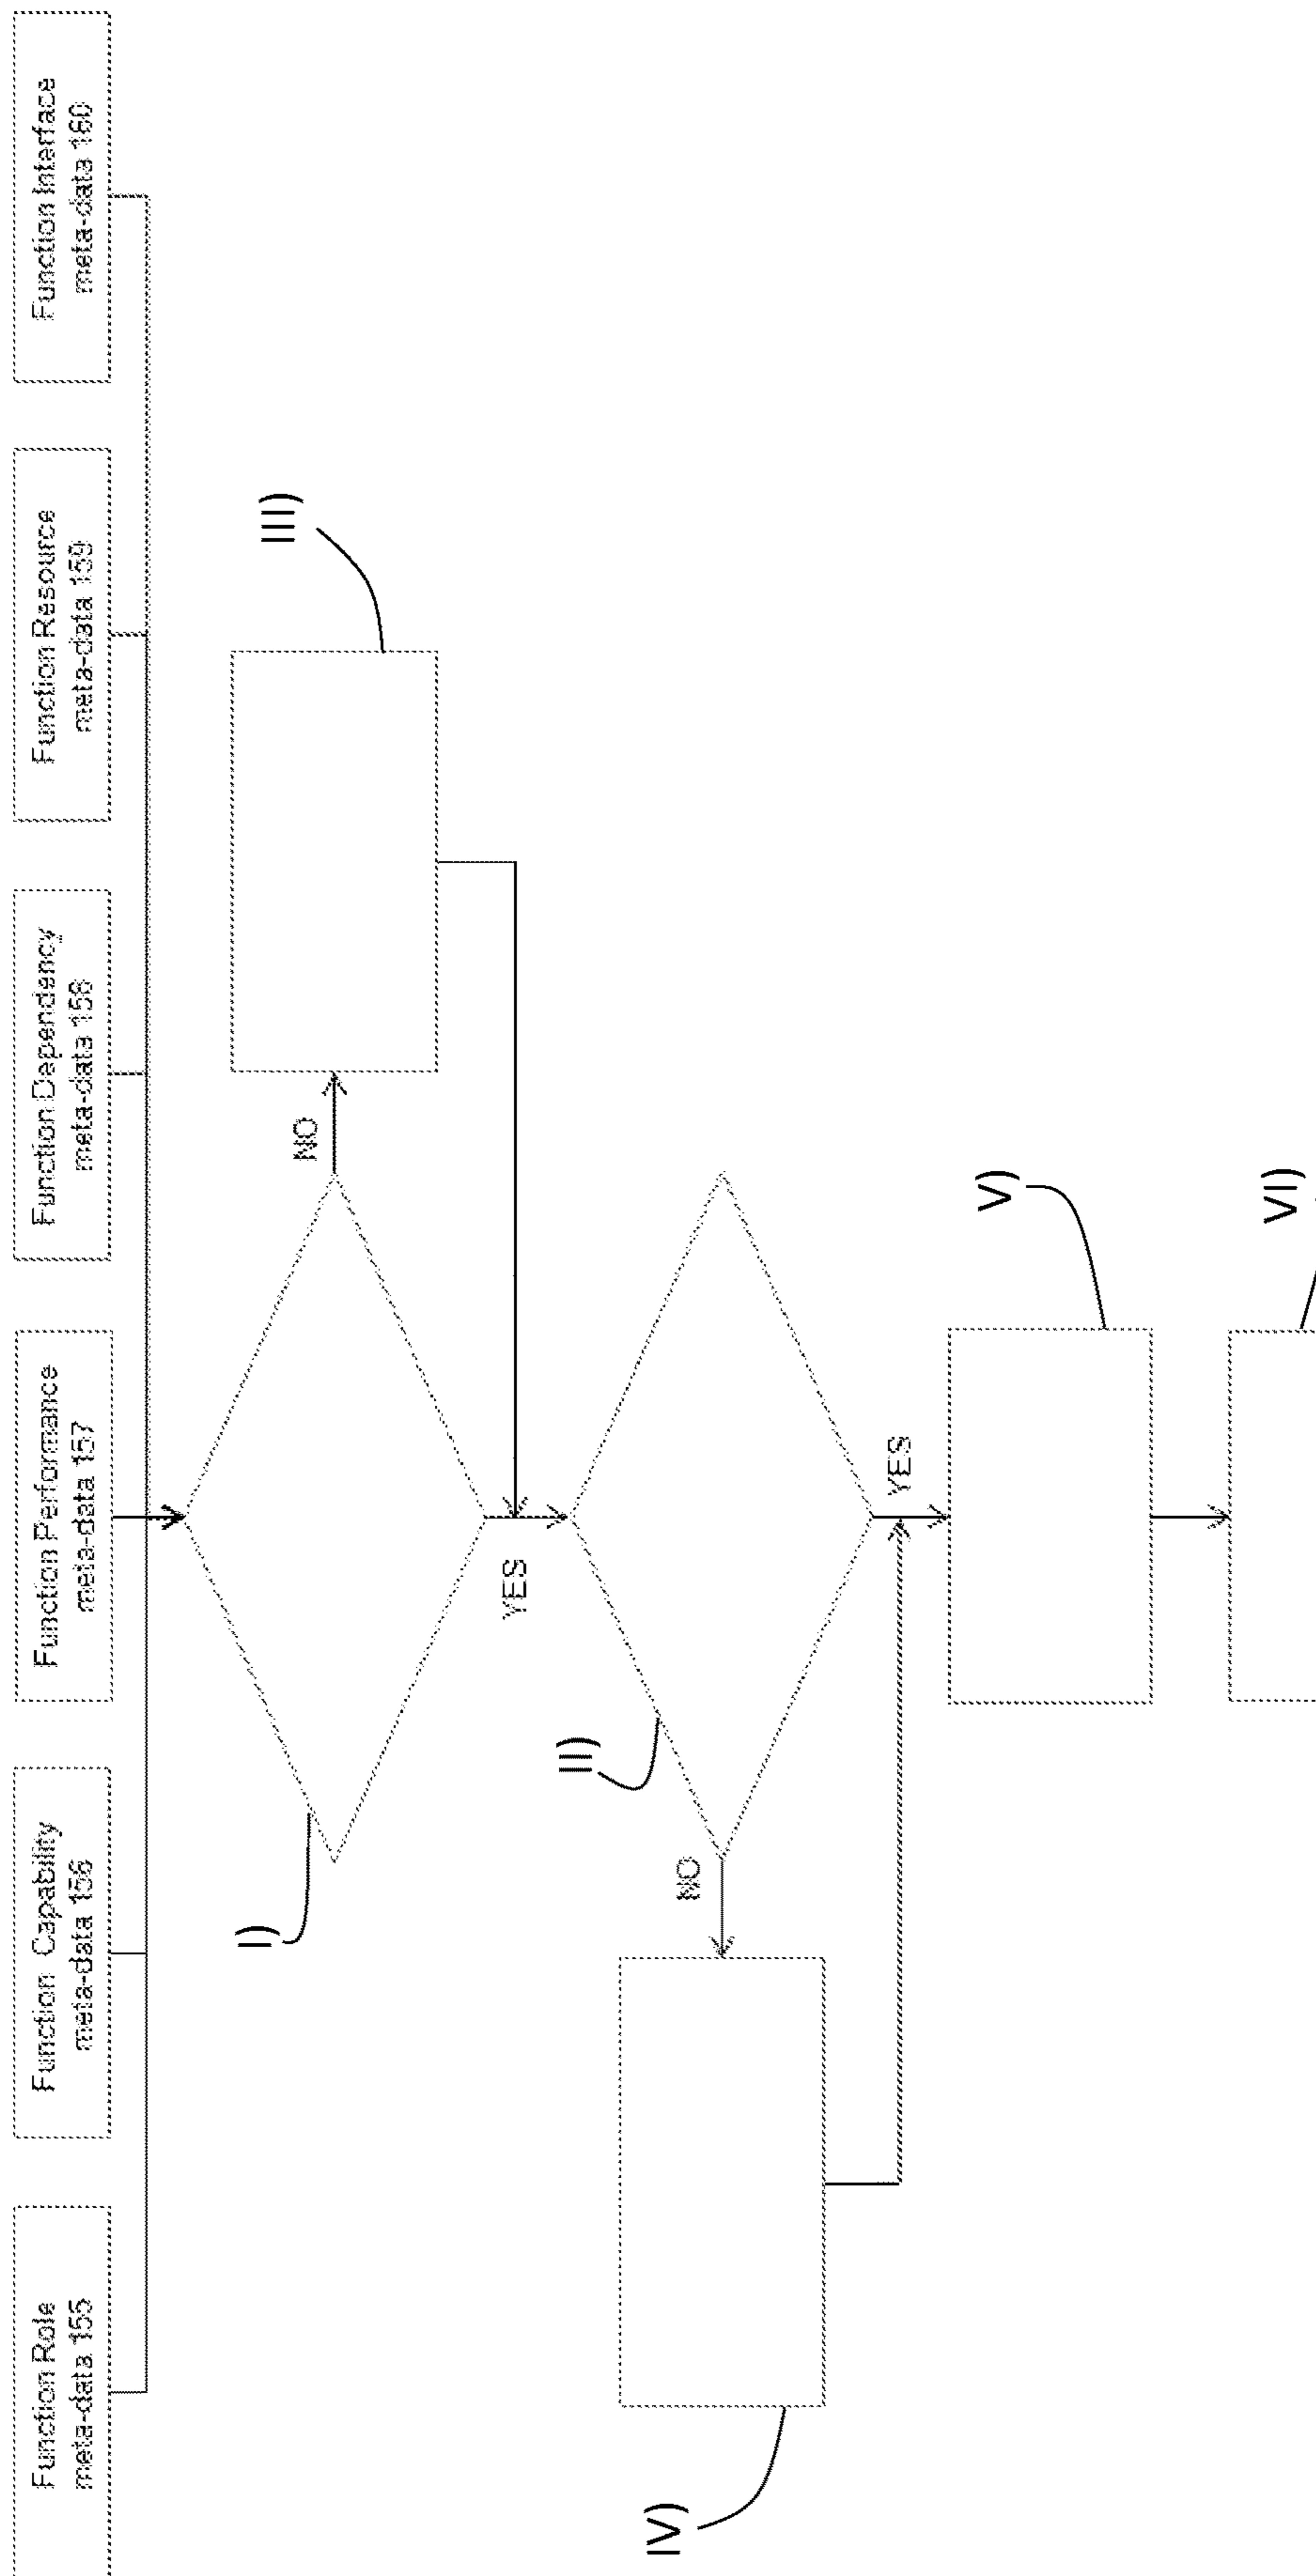 Function Role
meta-data 155
Function Capability
meta-data 156
Function Performance
meta-data 157
Function Dependency
meta-data 158
Function Resource
meta-data 159
Function Interface
meta-data 160
I)
NO
III)
YES
II)
NO
IV)
YES
V)
VI)